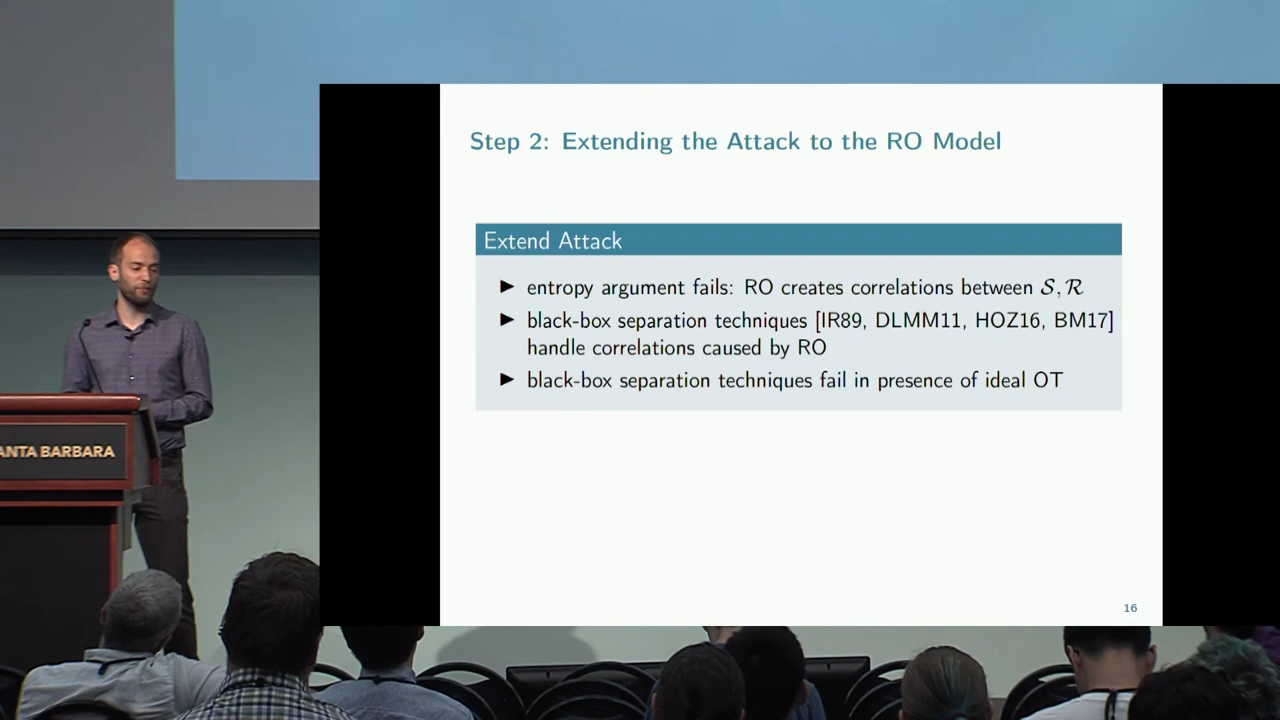 Step 2: Extending the Attack to the RO Model
Extend Attack
▶ entropy argument fails: RO creates correlations between 𝒮, ℛ
▶ black-box separation techniques [IR89, DLMM11, HOZ16, BM17]
handle correlations caused by RO
▶ black-box separation techniques fail in presence of ideal OT
16
ANTA BARBARA